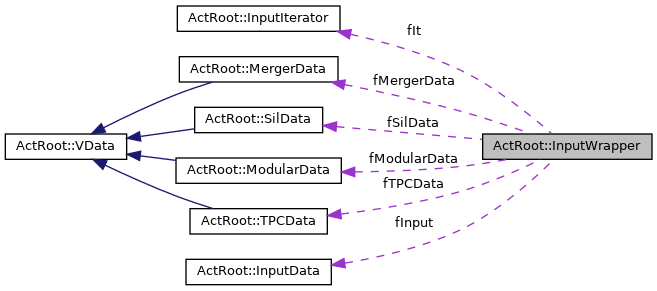 ActRoot::InputIterator
fIt
ActRoot::MergerData
fMergerData
ActRoot::SilData
fSilData
ActRoot::VData
ActRoot::InputWrapper
ActRoot::ModularData
fModularData
fTPCData
ActRoot::TPCData
fInput
ActRoot::InputData